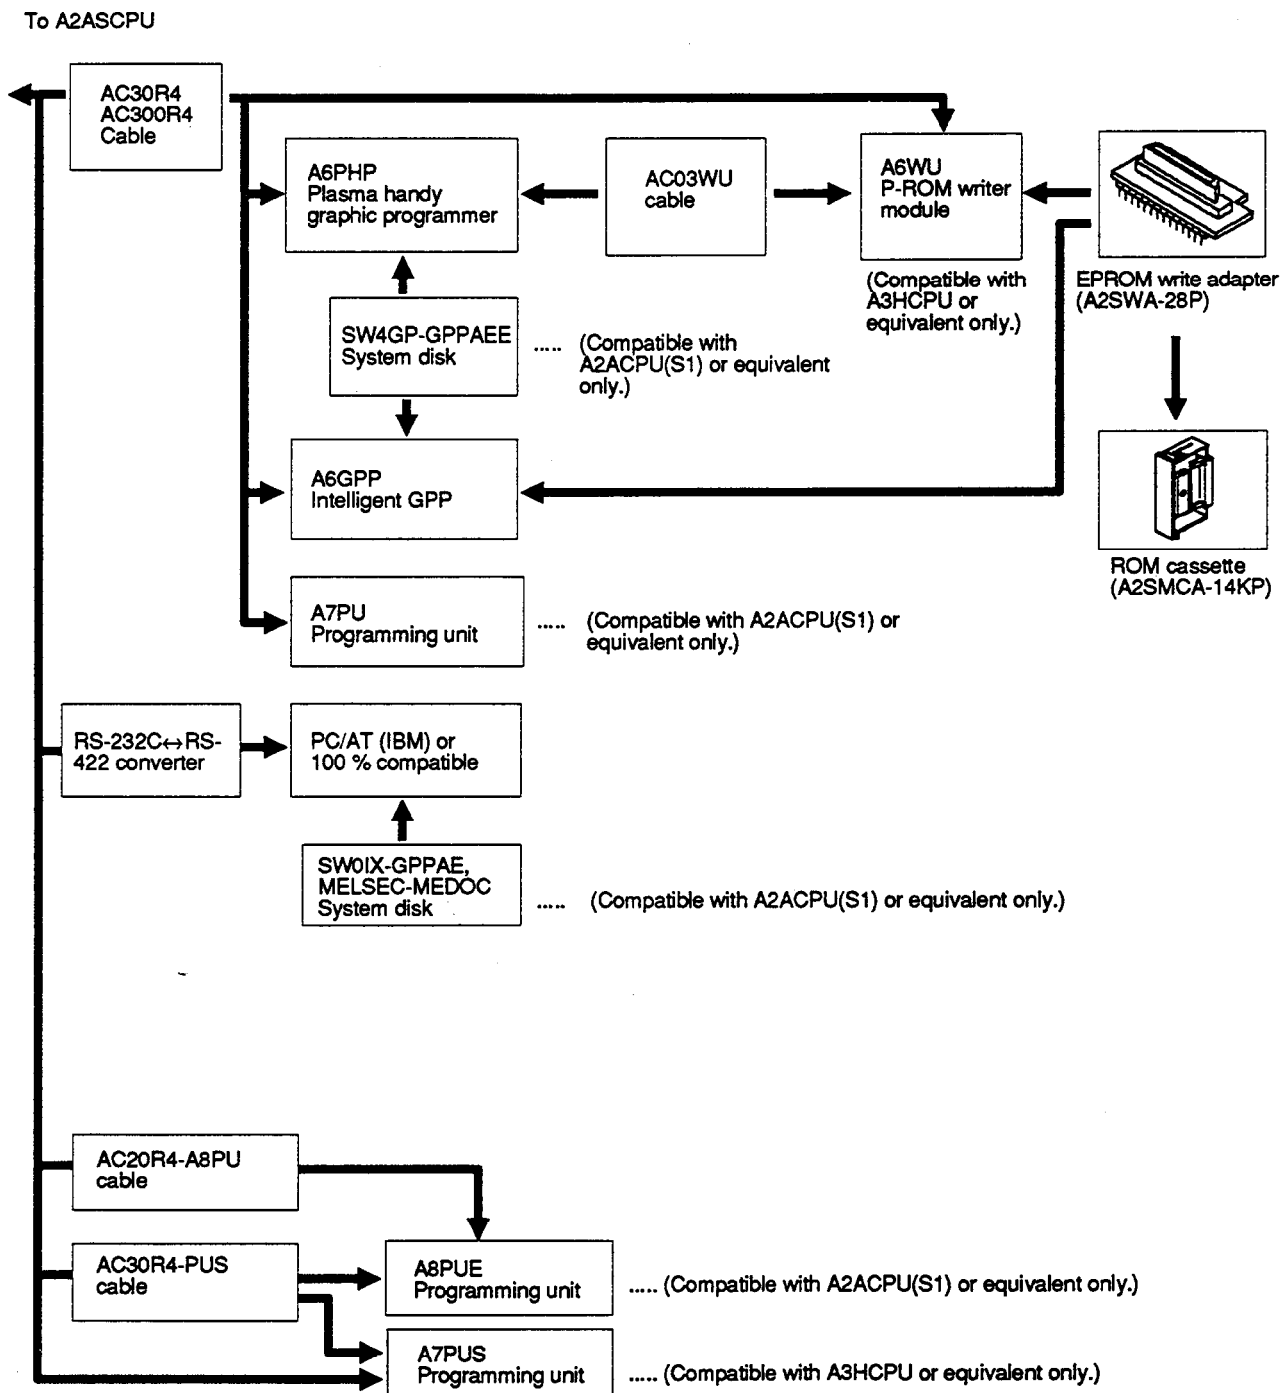 To A2ASCPU
AC30R4
AC300R4
Cable
A6PHP
Plasma handy
graphic programmer
AC03WU
cable
A6WU
P-ROM writer
module
(Compatible with
A3HCPU or
equivalent only.)
EPROM write adapter
(A2SWA-28P)
SW4GP-GPPAEE
System disk
..... (Compatible with
A2ACPU(S1) or equivalent
only.)
A6GPP
Intelligent GPP
ROM cassette
(A2SMCA-14KP)
A7PU
Programming unit
..... (Compatible with A2ACPU(S1) or
equivalent only.)
RS-232C↔RS-
422 converter
PC/AT (IBM) or
100 % compatible
SW0IX-GPPAE,
MELSEC-MEDOC
System disk
..... (Compatible with A2ACPU(S1) or equivalent only.)
AC20R4-A8PU
cable
AC30R4-PUS
cable
A8PUE
Programming unit
..... (Compatible with A2ACPU(S1) or equivalent only.)
A7PUS
Programming unit
..... (Compatible with A3HCPU or equivalent only.)